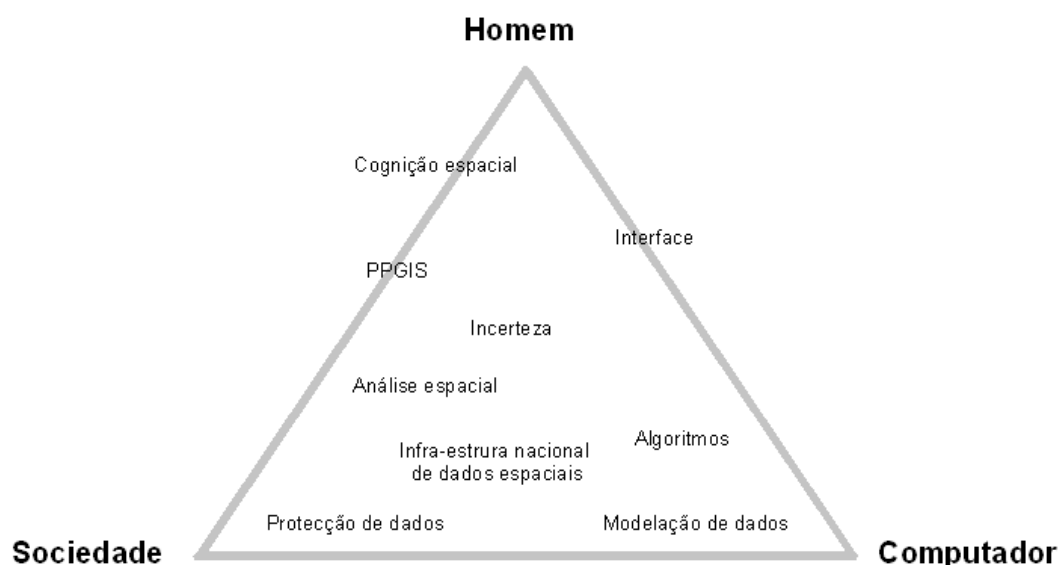 Homem
Cognição espacial
Interface
PPGIS
Incerteza
Análise espacial
Algoritmos
Infra-estrura nacional
de dados espaciais
Protecção de dados
Modelação de dados
Sociedade
Computador